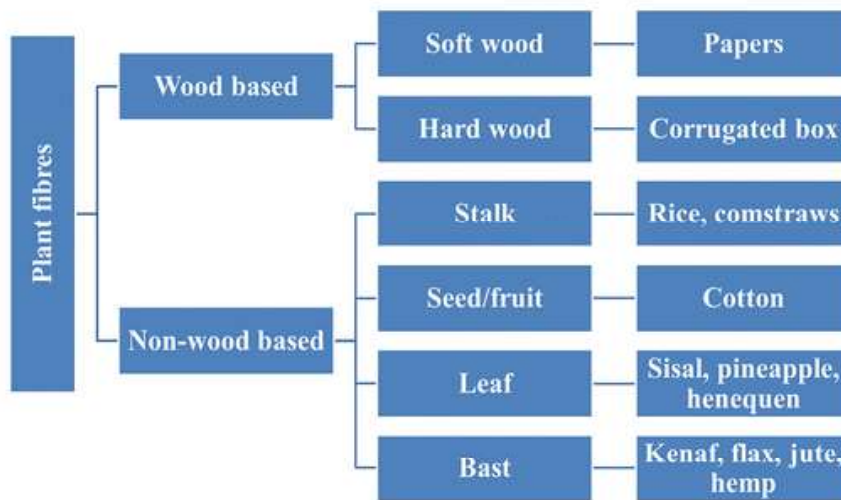 Plant fibres
Wood based
Soft wood
Papers
Hard wood
Corrugated box
Non-wood based
Stalk
Rice, comstraws
Seed/fruit
Cotton
Leaf
Sisal, pineapple,
henequen
Bast
Kenaf, flax, jute,
hemp